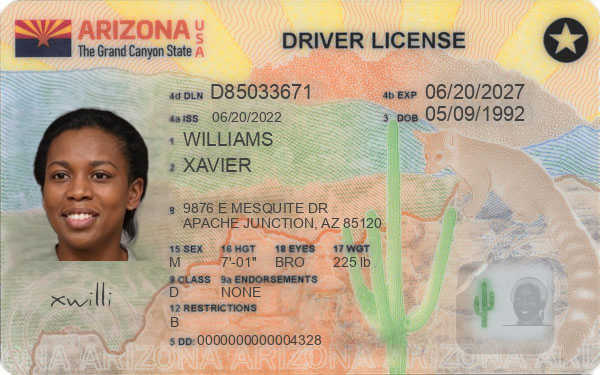 ARIZONA USA
The Grand Canyon State
DRIVER LICENSE
4d DLN D85033671 4b EXP 06/20/2027
4a ISS 06/20/2022 3 DOB 05/09/1992
1 WILLIAMS
2 XAVIER
8 9876 E MESQUITE DR
APACHE JUNCTION, AZ 85120
15 SEX 16 HGT 18 EYES 17 WGT
M 7'-01" BRO 225 lb
9 CLASS 9a ENDORSEMENTS
D NONE
12 RESTRICTIONS
B
xwilli
5 DD: 0000000000004328
ARIZONA ARIZONA ARIZONA ARIZONA